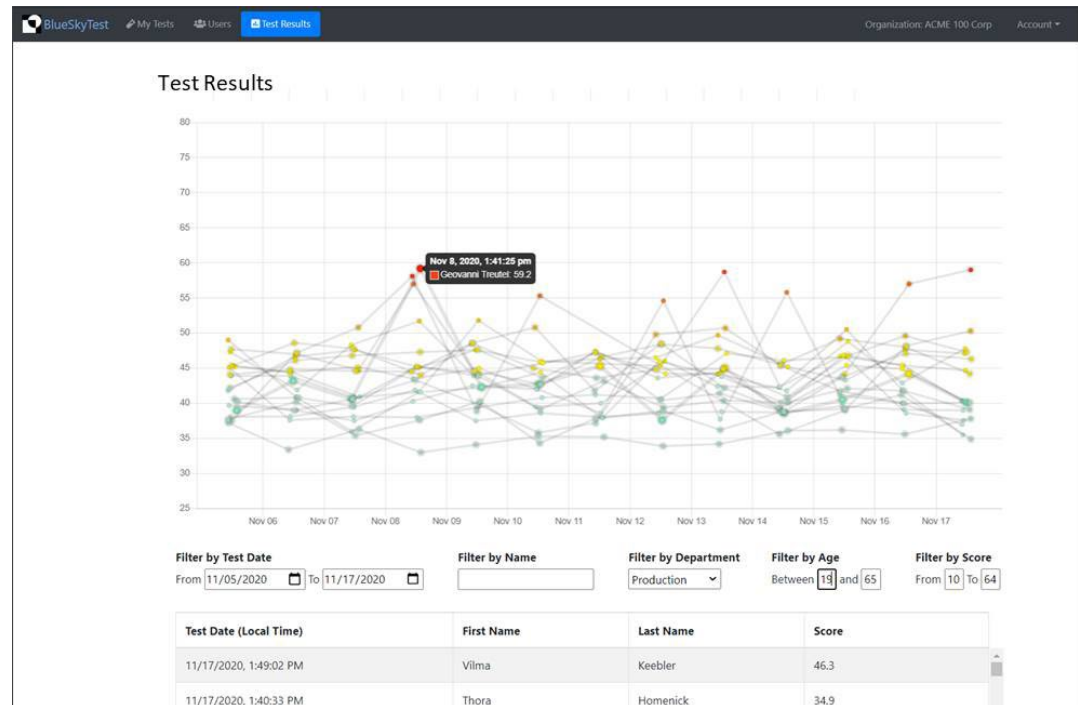 BlueSkyTest My Tests Users Test Results Organization: ACME 100 Corp Account
Test Results
80
75
70
65
60
55
50
45
40
35
30
25
Nov 8, 2020, 1:41:25 pm
Geovanni Treutel: 59.2
Nov 06 Nov 07 Nov 08 Nov 09 Nov 10 Nov 11 Nov 12 Nov 13 Nov 14 Nov 15 Nov 16 Nov 17
Filter by Test Date Filter by Name Filter by Department Filter by Age Filter by Score
From 11/05/2020 To 11/17/2020 Production Between 19 and 65 From 10 To 64
Test Date (Local Time) First Name Last Name Score
11/17/2020, 1:49:02 PM Vilma Keebler 46.3
11/17/2020, 1:40:33 PM Thora Homenick 34.9